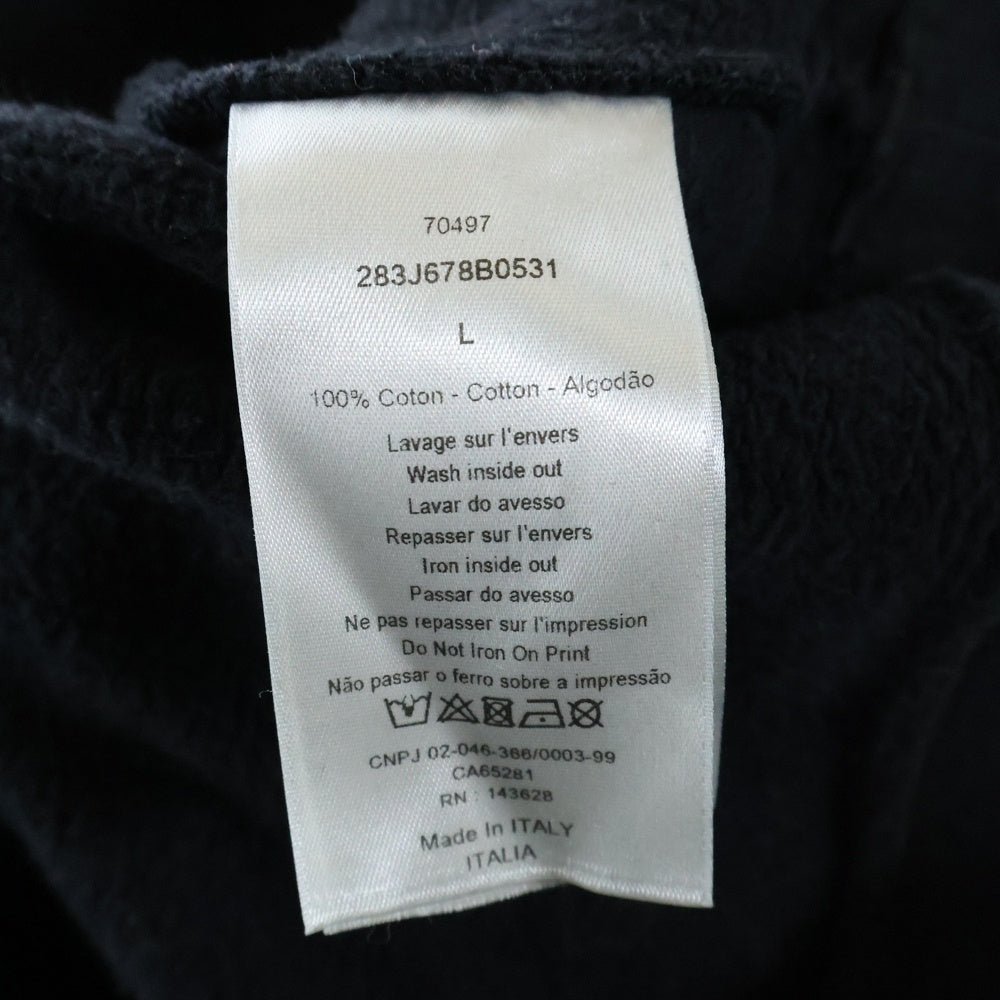 70497
283J678B0531
L
100% Coton - Cotton - Algodão
Lavage sur l'envers
Wash inside out
Lavar do avesso
Repasser sur l'envers
Iron inside out
Passar do avesso
Ne pas repasser sur l'impression
Do Not Iron On Print
Não passar o ferro sobre a impressão
CNPJ 02-046-366/0003-99
CA65281
RN : 143628
Made In ITALY
ITALIA